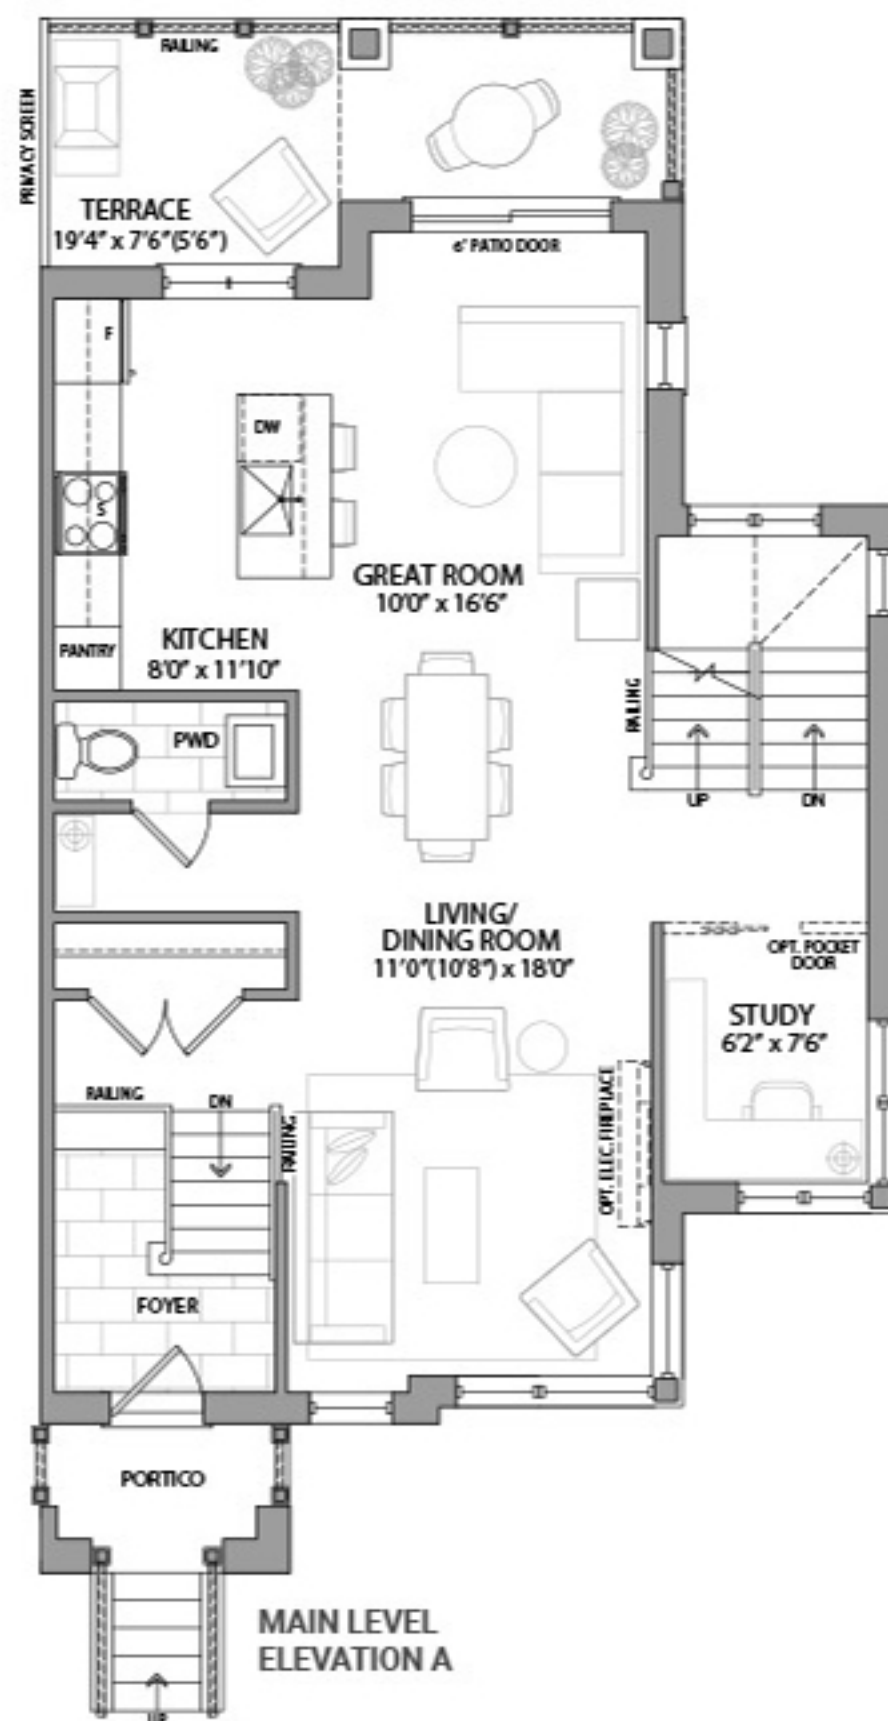 RAILING
PRIVACY SCREEN
TERRACE
19'4" x 7'6"(5'6")
6' PATIO DOOR
F
DW
S
GREAT ROOM
10'0" x 16'6"
PANTRY
KITCHEN
8'0" x 11'10"
RAILING
PWD
UP
DN
LIVING/
DINING ROOM
11'0"(10'8") x 18'0"
OPT. POCKET
DOOR
STUDY
6'2" x 7'6"
RAILING
DN
RAILING
OPT. ELEC. FIREPLACE
FOYER
PORTICO
MAIN LEVEL
ELEVATION A
UP